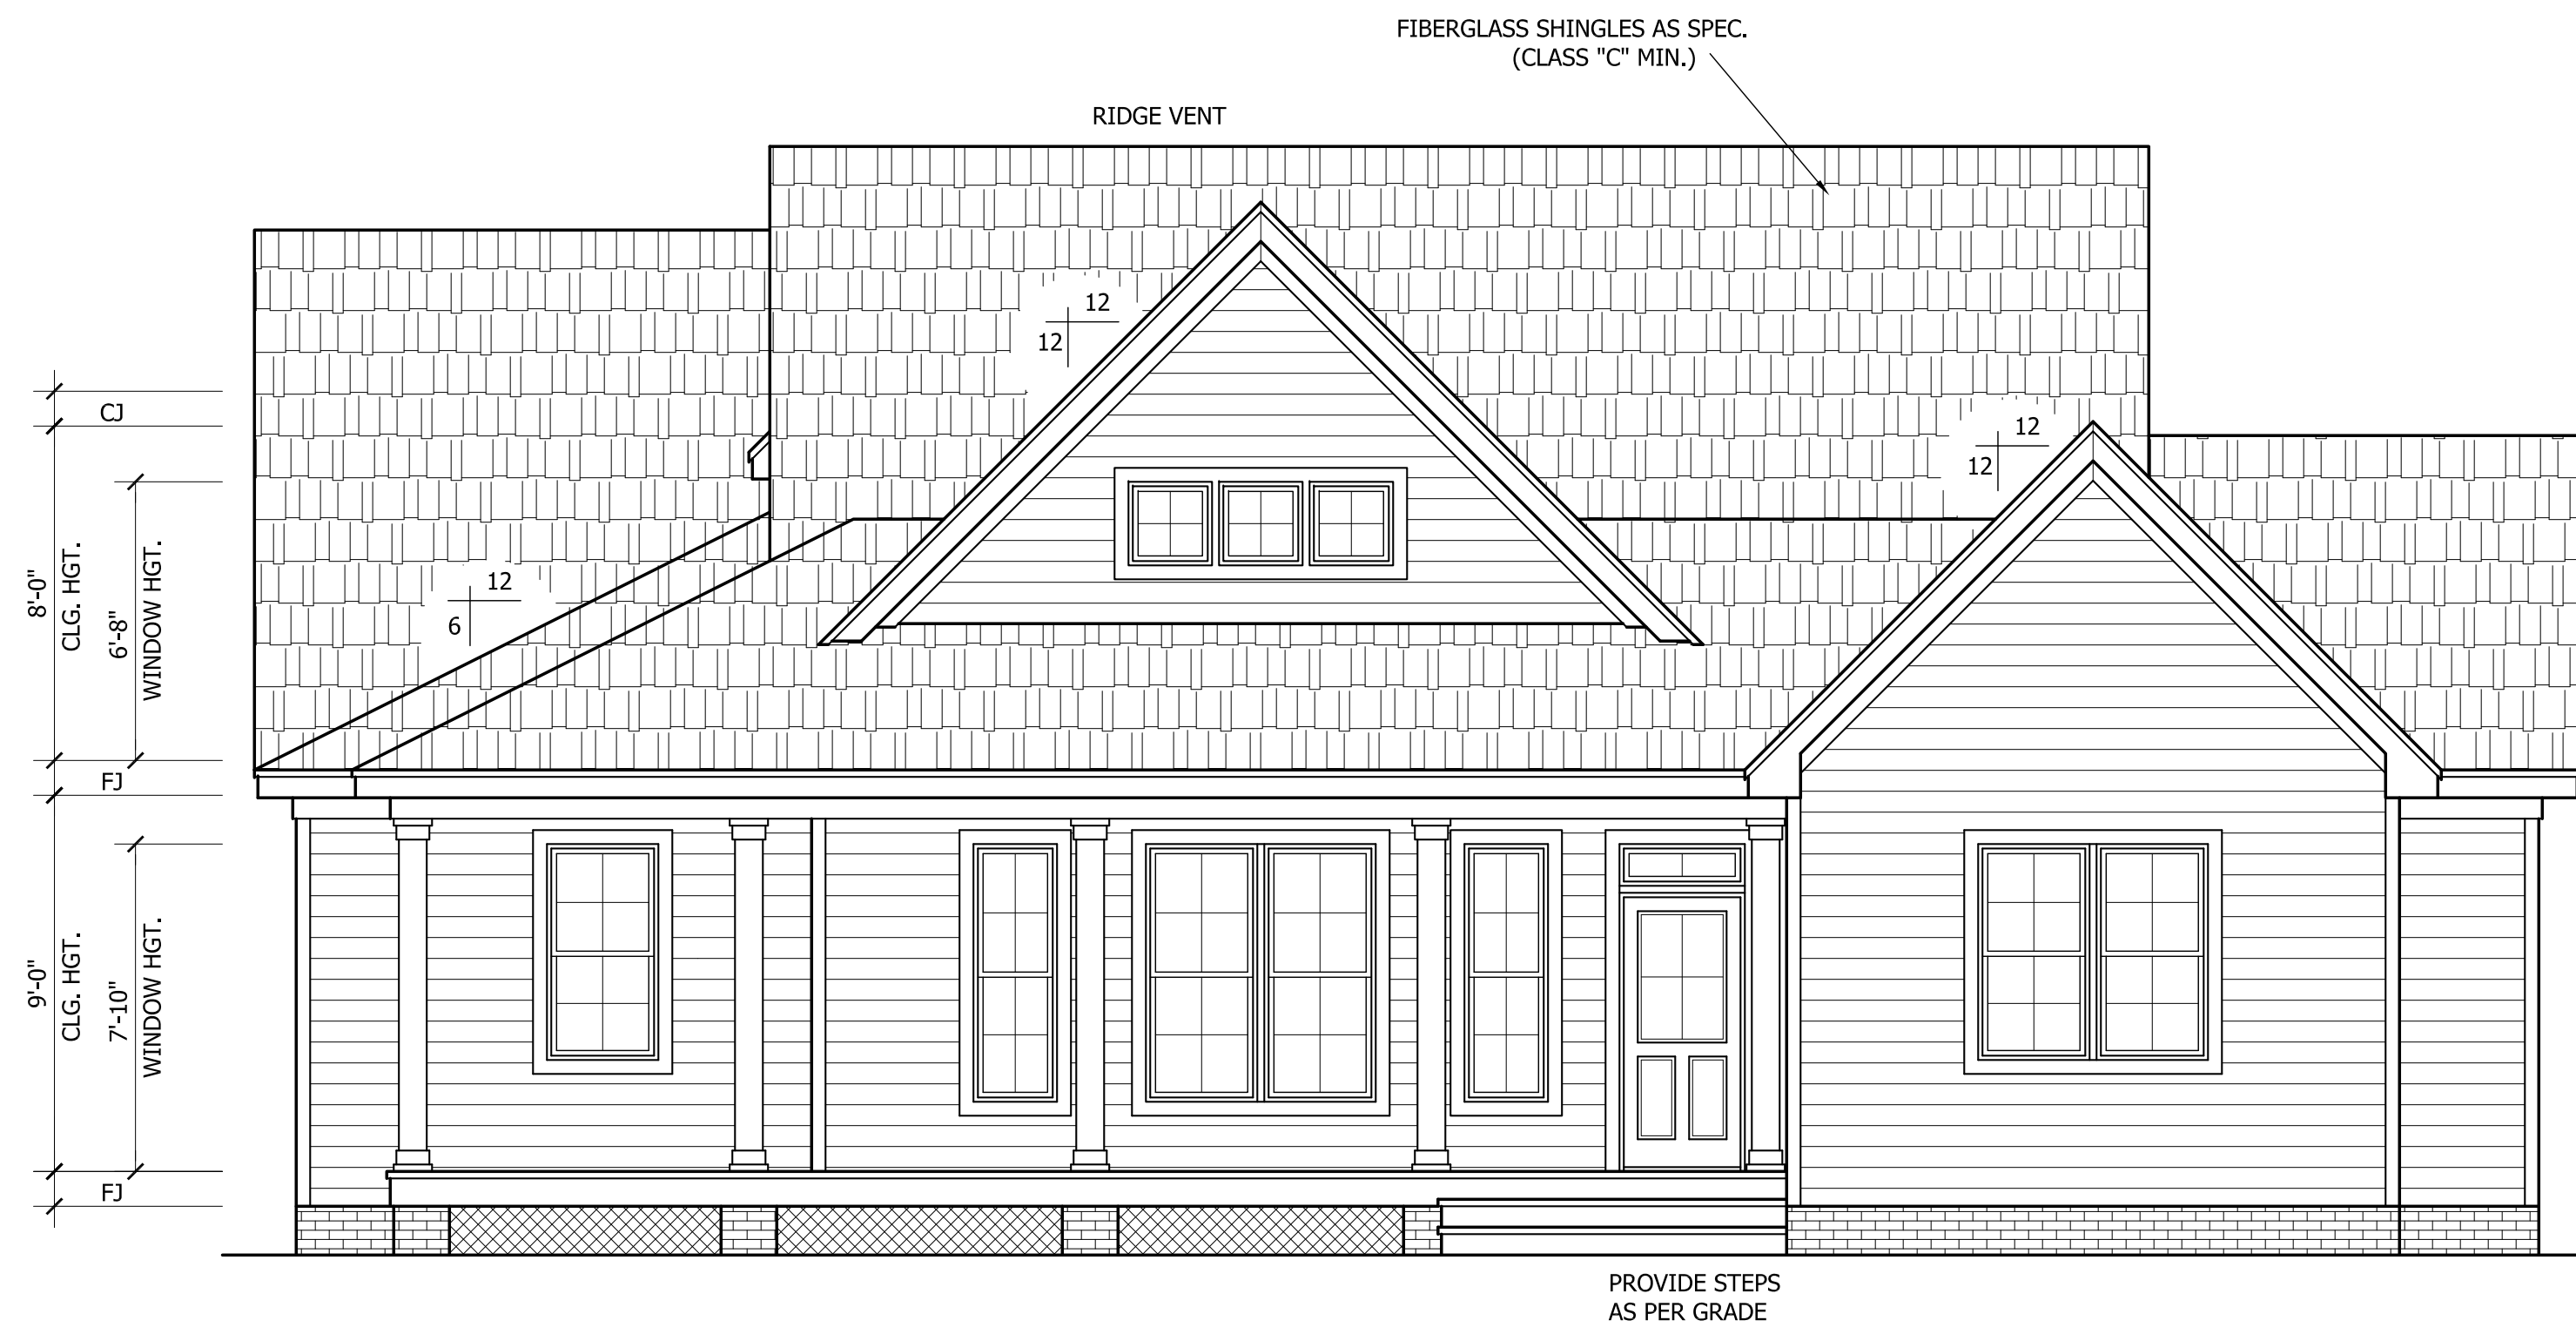 FIBERGLASS SHINGLES AS SPEC.
(CLASS "C" MIN.)
RIDGE VENT
12
12
12
12
12
6
CJ
8'-0"
CLG. HGT.
6'-8"
WINDOW HGT.
FJ
9'-0"
CLG. HGT.
7'-10"
WINDOW HGT.
FJ
PROVIDE STEPS
AS PER GRADE